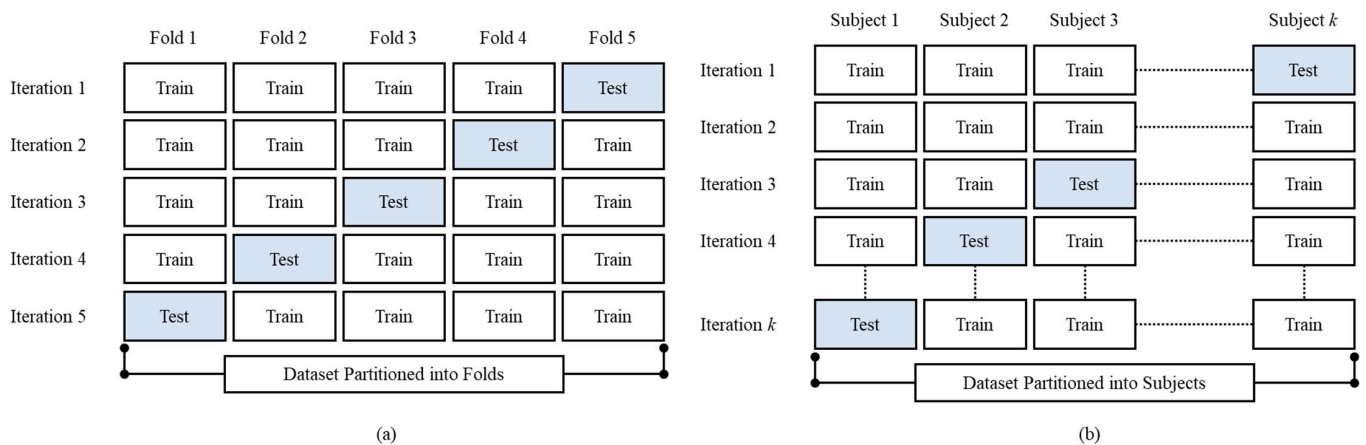 Fold 1 Fold 2 Fold 3 Fold 4 Fold 5
Iteration 1 Train Train Train Train Test
Iteration 2 Train Train Train Test Train
Iteration 3 Train Train Test Train Train
Iteration 4 Train Test Train Train Train
Iteration 5 Test Train Train Train Train
Dataset Partitioned into Folds
(a)
Subject 1 Subject 2 Subject 3 Subject k
Iteration 1 Train Train Train Test
Iteration 2 Train Train Train Train
Iteration 3 Train Train Test Train
Iteration 4 Train Test Train Train
Iteration k Test Train Train Train
Dataset Partitioned into Subjects
(b)